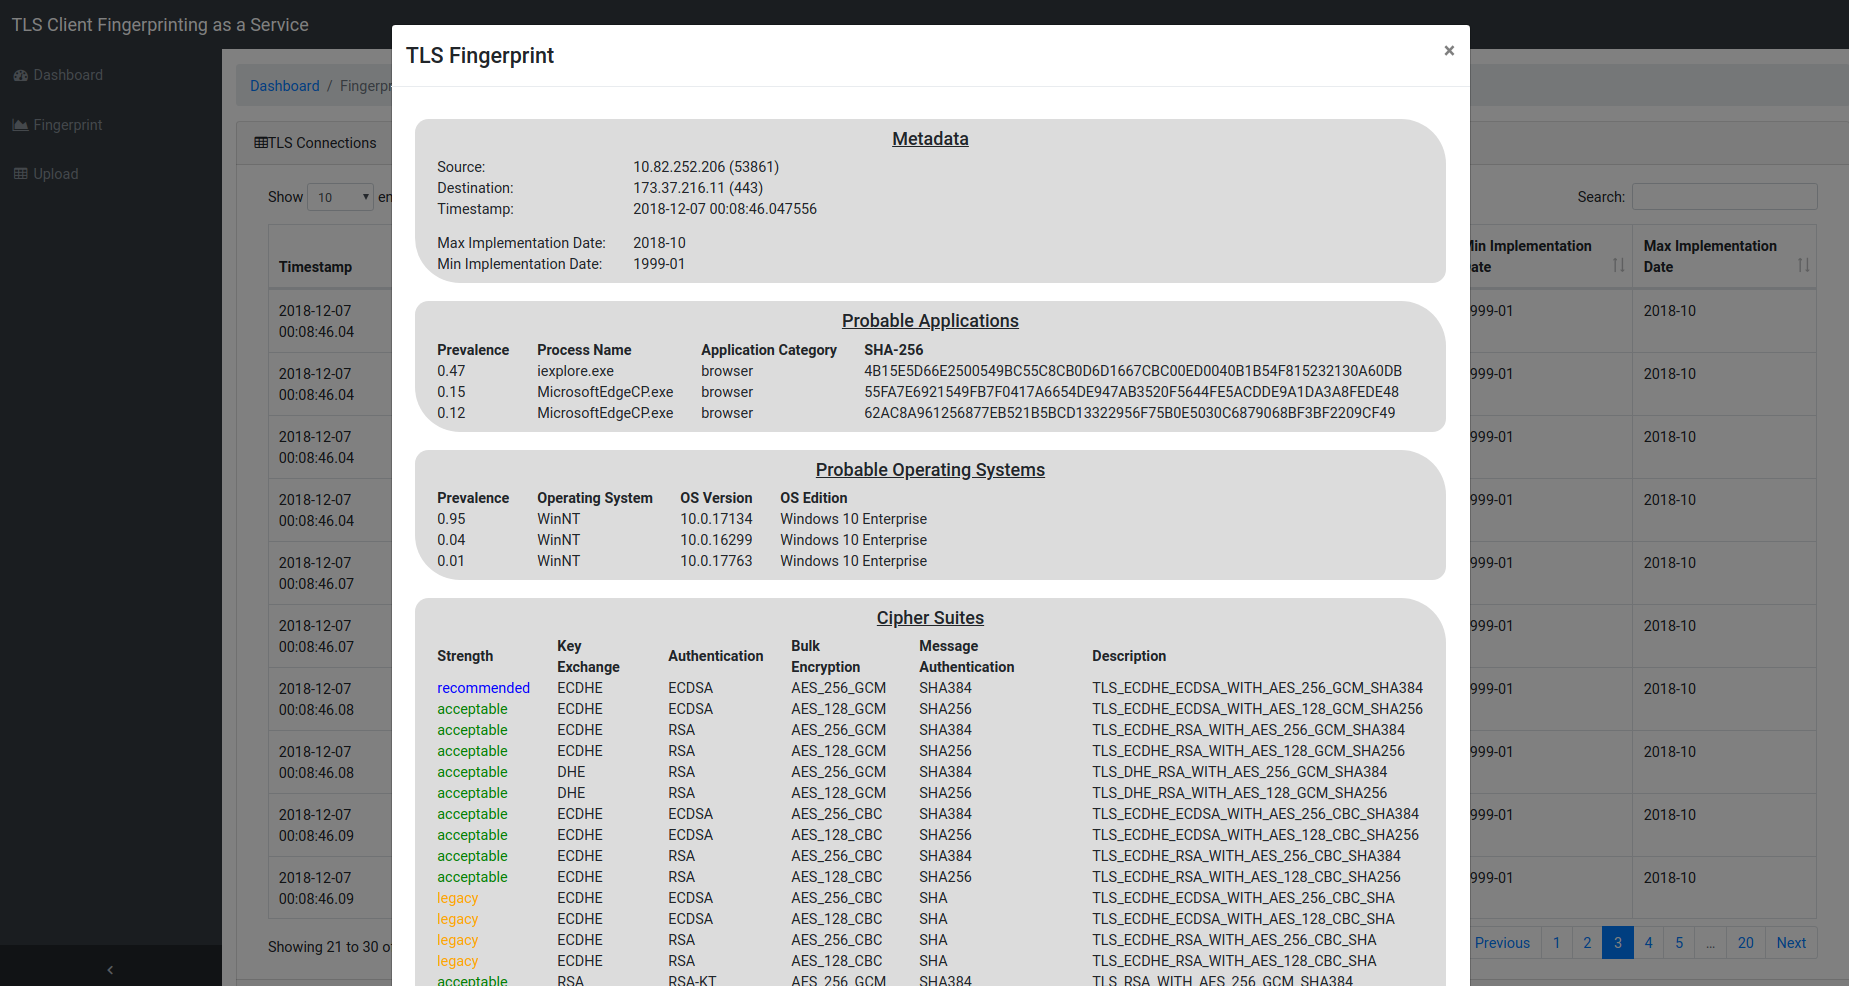 TLS Client Fingerprinting as a Service
Dashboard
Fingerprint
Upload
Dashboard / Fingerpr
TLS Connections
Show 10 en
Search:
Timestamp
Min Implementation Date
Max Implementation Date
2018-12-07 00:08:46.04
999-01 2018-10
2018-12-07 00:08:46.04
999-01 2018-10
2018-12-07 00:08:46.04
999-01 2018-10
2018-12-07 00:08:46.04
999-01 2018-10
2018-12-07 00:08:46.07
999-01 2018-10
2018-12-07 00:08:46.07
999-01 2018-10
2018-12-07 00:08:46.08
999-01 2018-10
2018-12-07 00:08:46.08
999-01 2018-10
2018-12-07 00:08:46.09
999-01 2018-10
2018-12-07 00:08:46.09
999-01 2018-10
Showing 21 to 30 o
Previous 1 2 3 4 5 ... 20 Next
TLS Fingerprint ×
Metadata
Source: 10.82.252.206 (53861)
Destination: 173.37.216.11 (443)
Timestamp: 2018-12-07 00:08:46.047556
Max Implementation Date: 2018-10
Min Implementation Date: 1999-01
Probable Applications
Prevalence Process Name Application Category SHA-256
0.47 iexplore.exe browser 4B15E5D66E2500549BC55C8CB0D6D1667CBC00ED0040B1B54F815232130A60DB
0.15 MicrosoftEdgeCP.exe browser 55FA7E6921549FB7F0417A6654DE947AB3520F5644FE5ACDDE9A1DA3A8FEDE48
0.12 MicrosoftEdgeCP.exe browser 62AC8A961256877EB521B5BCD13322956F75B0E5030C6879068BF3BF2209CF49
Probable Operating Systems
Prevalence Operating System OS Version OS Edition
0.95 WinNT 10.0.17134 Windows 10 Enterprise
0.04 WinNT 10.0.16299 Windows 10 Enterprise
0.01 WinNT 10.0.17763 Windows 10 Enterprise
Cipher Suites
Strength Key Exchange Authentication Bulk Encryption Message Authentication Description
recommended ECDHE ECDSA AES_256_GCM SHA384 TLS_ECDHE_ECDSA_WITH_AES_256_GCM_SHA384
acceptable ECDHE ECDSA AES_128_GCM SHA256 TLS_ECDHE_ECDSA_WITH_AES_128_GCM_SHA256
acceptable ECDHE RSA AES_256_GCM SHA384 TLS_ECDHE_RSA_WITH_AES_256_GCM_SHA384
acceptable ECDHE RSA AES_128_GCM SHA256 TLS_ECDHE_RSA_WITH_AES_128_GCM_SHA256
acceptable DHE RSA AES_256_GCM SHA384 TLS_DHE_RSA_WITH_AES_256_GCM_SHA384
acceptable DHE RSA AES_128_GCM SHA256 TLS_DHE_RSA_WITH_AES_128_GCM_SHA256
acceptable ECDHE ECDSA AES_256_CBC SHA384 TLS_ECDHE_ECDSA_WITH_AES_256_CBC_SHA384
acceptable ECDHE ECDSA AES_128_CBC SHA256 TLS_ECDHE_ECDSA_WITH_AES_128_CBC_SHA256
acceptable ECDHE RSA AES_256_CBC SHA384 TLS_ECDHE_RSA_WITH_AES_256_CBC_SHA384
acceptable ECDHE RSA AES_128_CBC SHA256 TLS_ECDHE_RSA_WITH_AES_128_CBC_SHA256
legacy ECDHE ECDSA AES_256_CBC SHA TLS_ECDHE_ECDSA_WITH_AES_256_CBC_SHA
legacy ECDHE ECDSA AES_128_CBC SHA TLS_ECDHE_ECDSA_WITH_AES_128_CBC_SHA
legacy ECDHE RSA AES_256_CBC SHA TLS_ECDHE_RSA_WITH_AES_256_CBC_SHA
legacy ECDHE RSA AES_128_CBC SHA TLS_ECDHE_RSA_WITH_AES_128_CBC_SHA
acceptable RSA RSA-KT AES_256_GCM SHA384 TLS_RSA_WITH_AES_256_GCM_SHA384